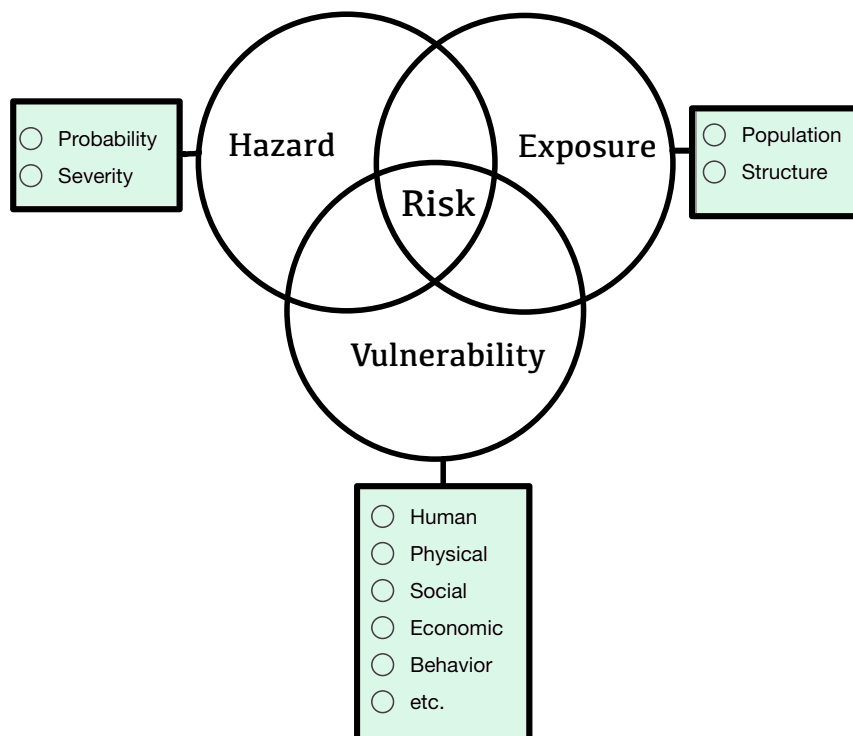 Hazard
Exposure
Risk
Vulnerability
Probability
Severity
Population
Structure
Human
Physical
Social
Economic
Behavior
etc.